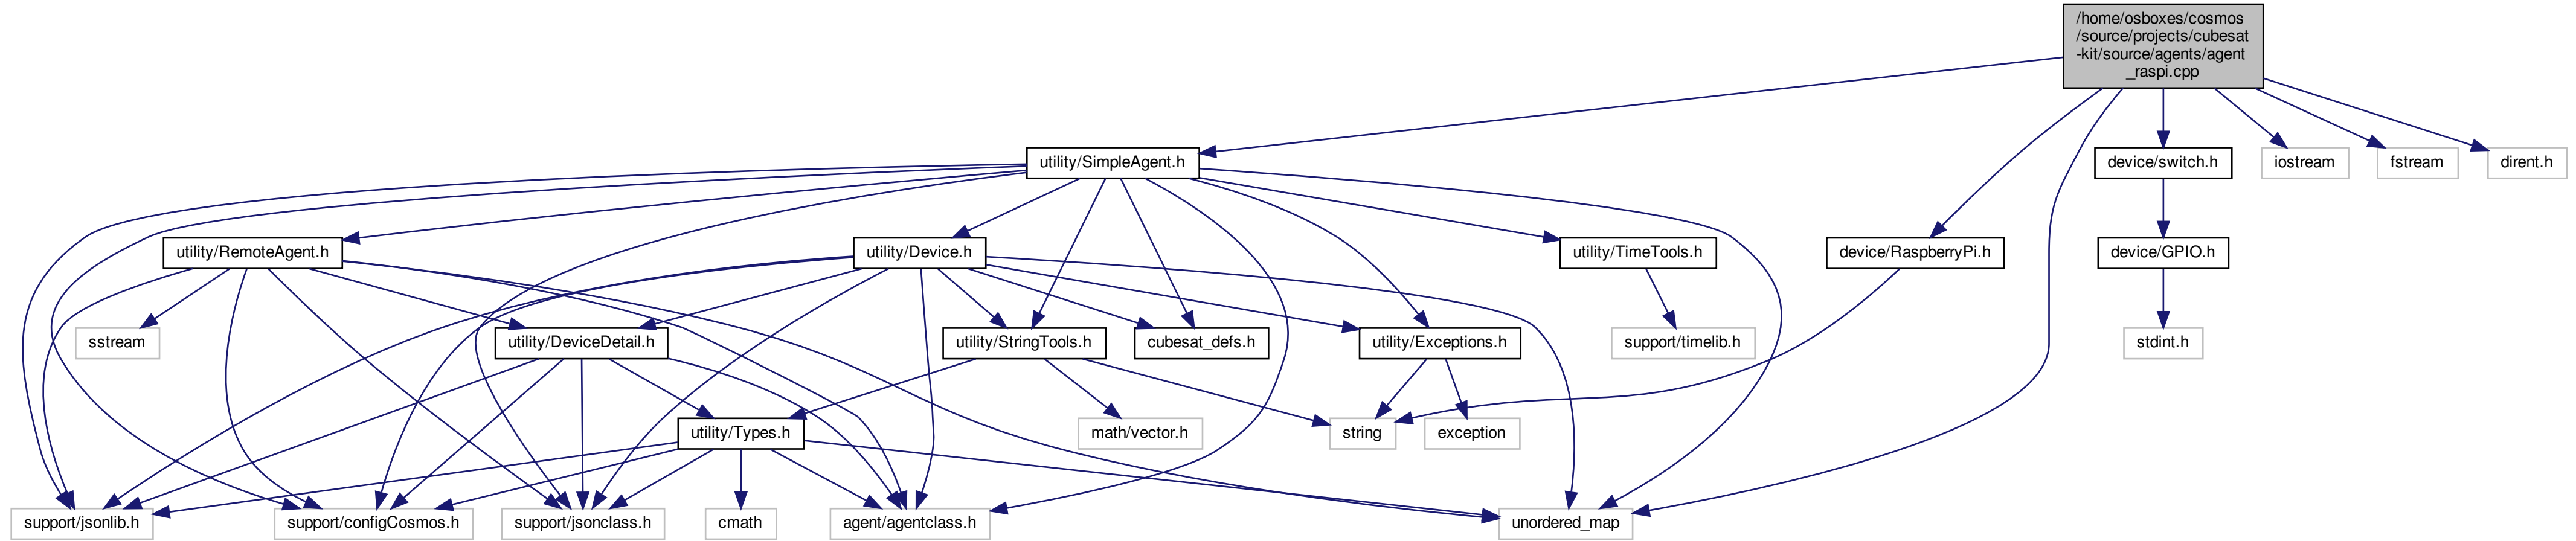 /home/osboxes/cosmos
/source/projects/cubesat
-kit/source/agents/agent
_raspi.cpp
utility/SimpleAgent.h
device/switch.h
iostream
fstream
dirent.h
utility/RemoteAgent.h
utility/Device.h
utility/TimeTools.h
device/RaspberryPi.h
device/GPIO.h
sstream
utility/DeviceDetail.h
utility/StringTools.h
cubesat_defs.h
utility/Exceptions.h
support/timelib.h
stdint.h
utility/Types.h
math/vector.h
string
exception
support/jsonlib.h
support/configCosmos.h
support/jsonclass.h
cmath
agent/agentclass.h
unordered_map